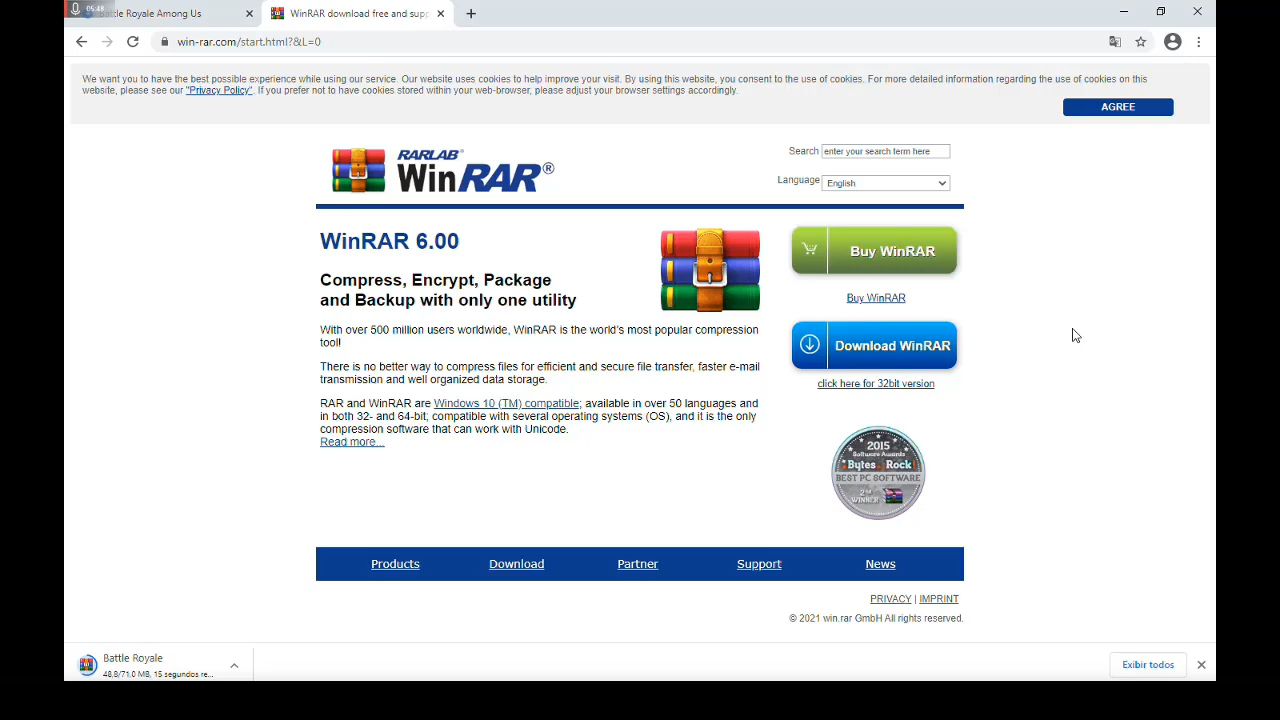 05:48
Battle Royale Among Us
WinRAR download free and supp
win-rar.com/start.html?&L=0
We want you to have the best possible experience while using our service. Our website uses cookies to help improve your visit. By using this website, you consent to the use of cookies. For more detailed information regarding the use of cookies on this
website, please see our "Privacy Policy". If you prefer not to have cookies stored within your web-browser, please adjust your browser settings accordingly.
AGREE
RARLAB®
WinRAR®
Search enter your search term here
Language English
WinRAR 6.00
Compress, Encrypt, Package
and Backup with only one utility
With over 500 million users worldwide, WinRAR is the world's most popular compression
tool!
There is no better way to compress files for efficient and secure file transfer, faster e-mail
transmission and well organized data storage.
RAR and WinRAR are Windows 10 (TM) compatible; available in over 50 languages and
in both 32- and 64-bit; compatible with several operating systems (OS), and it is the only
compression software that can work with Unicode.
Read more...
Buy WinRAR
Buy WinRAR
Download WinRAR
click here for 32bit version
2015
Software Awards
Bytes Rock!
BEST PC SOFTWARE
2nd
WINNER
Products
Download
Partner
Support
News
PRIVACY | IMPRINT
© 2021 win.rar GmbH All rights reserved.
Battle Royale
48,8/71,0 MB, 15 segundos re...
Exibir todos